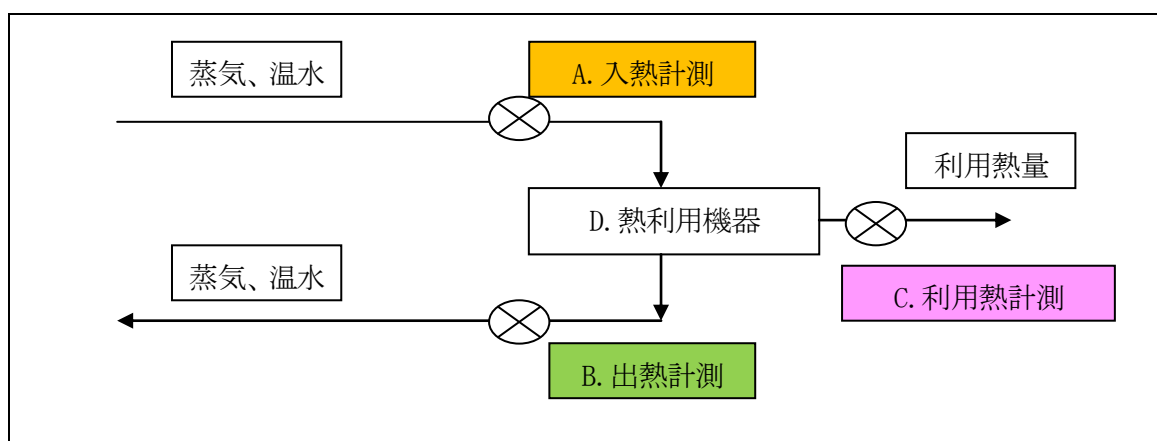 蒸気、温水
A. 入熱計測
利用熱量
D. 熱利用機器
蒸気、温水
C. 利用熱計測
B. 出熱計測